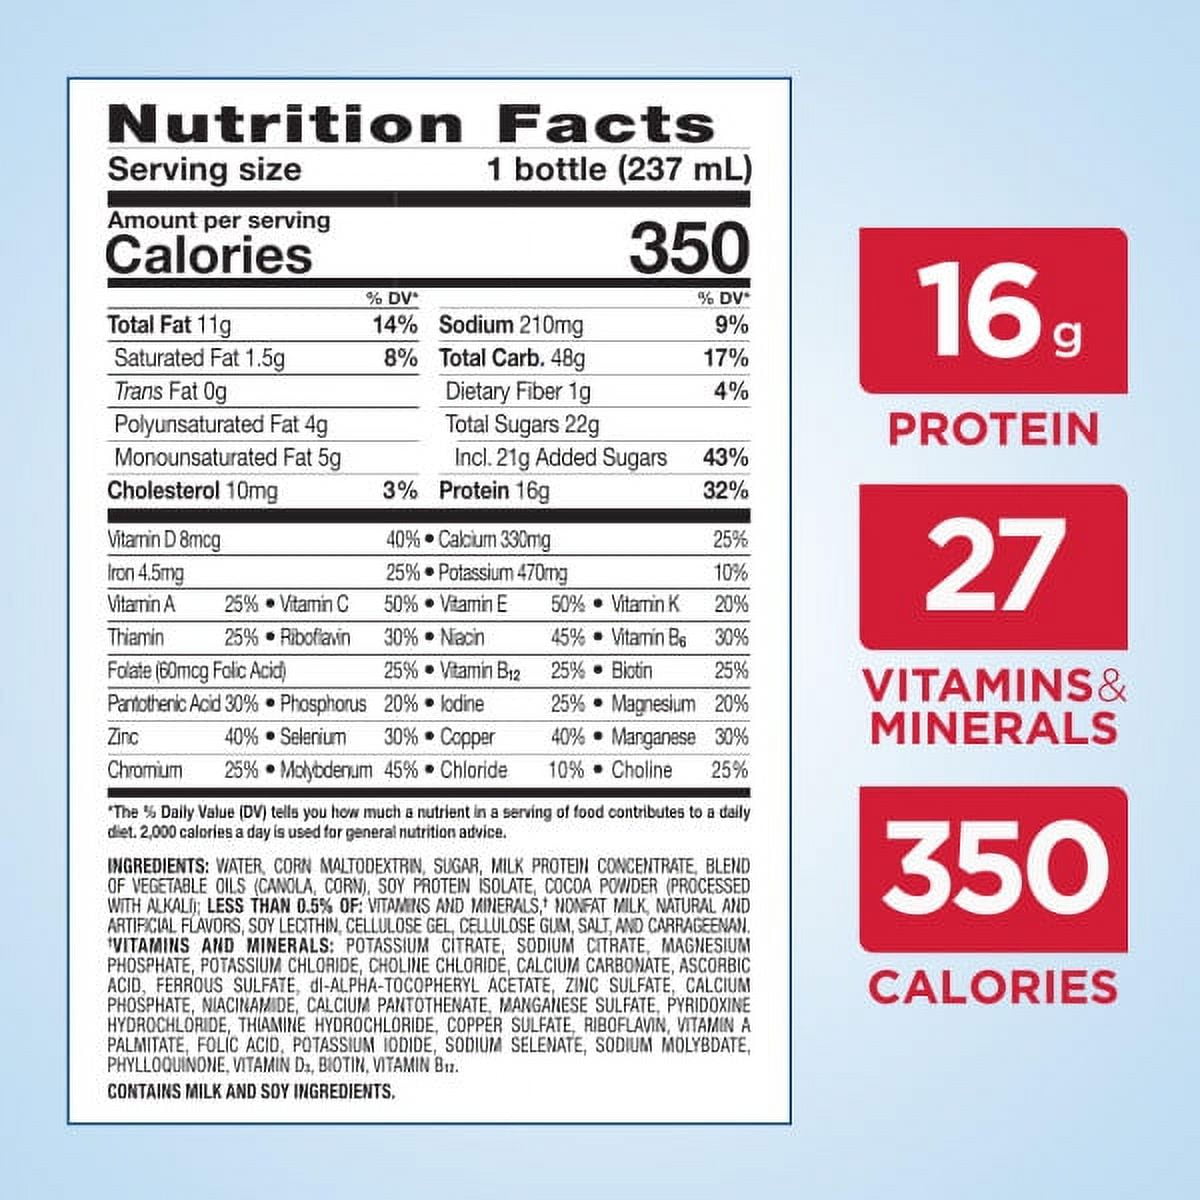 Nutrition Facts
Serving size 1 bottle (237 mL)
Amount per serving
Calories 350
% DV* % DV*
Total Fat 11g 14% Sodium 210mg 9%
Saturated Fat 1.5g 8% Total Carb. 48g 17%
Trans Fat 0g Dietary Fiber 1g 4%
Polyunsaturated Fat 4g Total Sugars 22g
Monounsaturated Fat 5g Incl. 21g Added Sugars 43%
Cholesterol 10mg 3% Protein 16g 32%
Vitamin D 8mcg 40% • Calcium 330mg 25%
Iron 4.5mg 25% • Potassium 470mg 10%
Vitamin A 25% • Vitamin C 50% • Vitamin E 50% • Vitamin K 20%
Thiamin 25% • Riboflavin 30% • Niacin 45% • Vitamin B₆ 30%
Folate (60mcg Folic Acid) 25% • Vitamin B₁₂ 25% • Biotin 25%
Pantothenic Acid 30% • Phosphorus 20% • Iodine 25% • Magnesium 20%
Zinc 40% • Selenium 30% • Copper 40% • Manganese 30%
Chromium 25% • Molybdenum 45% • Chloride 10% • Choline 25%
*The % Daily Value (DV) tells you how much a nutrient in a serving of food contributes to a daily
diet. 2,000 calories a day is used for general nutrition advice.
INGREDIENTS: WATER, CORN MALTODEXTRIN, SUGAR, MILK PROTEIN CONCENTRATE, BLEND
OF VEGETABLE OILS (CANOLA, CORN), SOY PROTEIN ISOLATE, COCOA POWDER (PROCESSED
WITH ALKALI); LESS THAN 0.5% OF: VITAMINS AND MINERALS,† NONFAT MILK, NATURAL AND
ARTIFICIAL FLAVORS, SOY LECITHIN, CELLULOSE GEL, CELLULOSE GUM, SALT, AND CARRAGEENAN.
†VITAMINS AND MINERALS: POTASSIUM CITRATE, SODIUM CITRATE, MAGNESIUM
PHOSPHATE, POTASSIUM CHLORIDE, CHOLINE CHLORIDE, CALCIUM CARBONATE, ASCORBIC
ACID, FERROUS SULFATE, dl-ALPHA-TOCOPHERYL ACETATE, ZINC SULFATE, CALCIUM
PHOSPHATE, NIACINAMIDE, CALCIUM PANTOTHENATE, MANGANESE SULFATE, PYRIDOXINE
HYDROCHLORIDE, THIAMINE HYDROCHLORIDE, COPPER SULFATE, RIBOFLAVIN, VITAMIN A
PALMITATE, FOLIC ACID, POTASSIUM IODIDE, SODIUM SELENATE, SODIUM MOLYBDATE,
PHYLLOQUINONE, VITAMIN D₃, BIOTIN, VITAMIN B₁₂.
CONTAINS MILK AND SOY INGREDIENTS.
16 g
PROTEIN
27
VITAMINS&
MINERALS
350
CALORIES